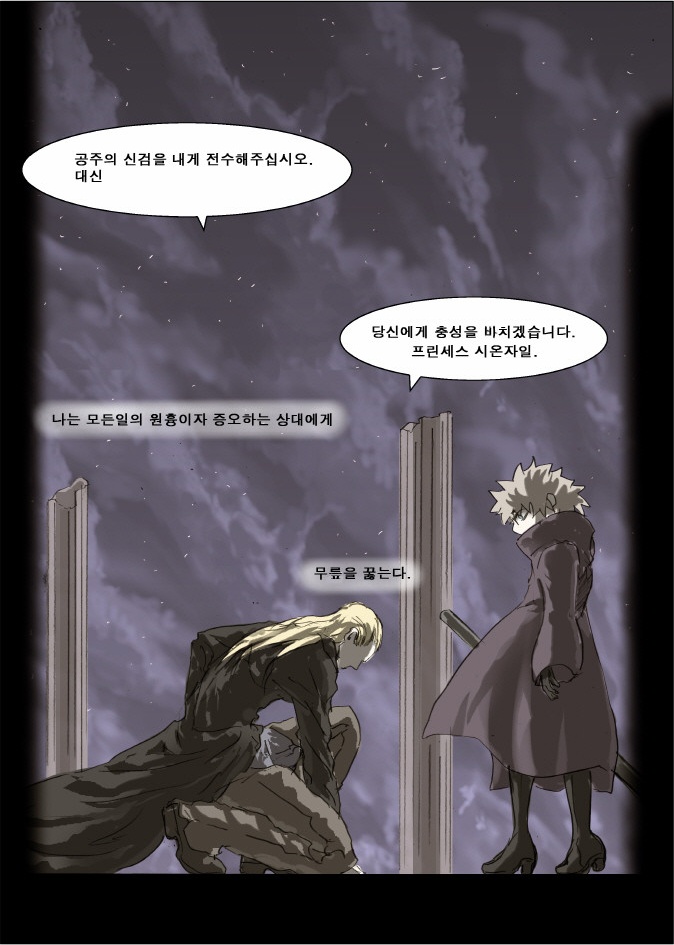 공주의 신검을 내게 전수해주십시오.
대신
당신에게 충성을 바치겠습니다.
프린세스 시온자일.
나는 모든일의 원흉이자 증오하는 상대에게
무릎을 꿇는다.